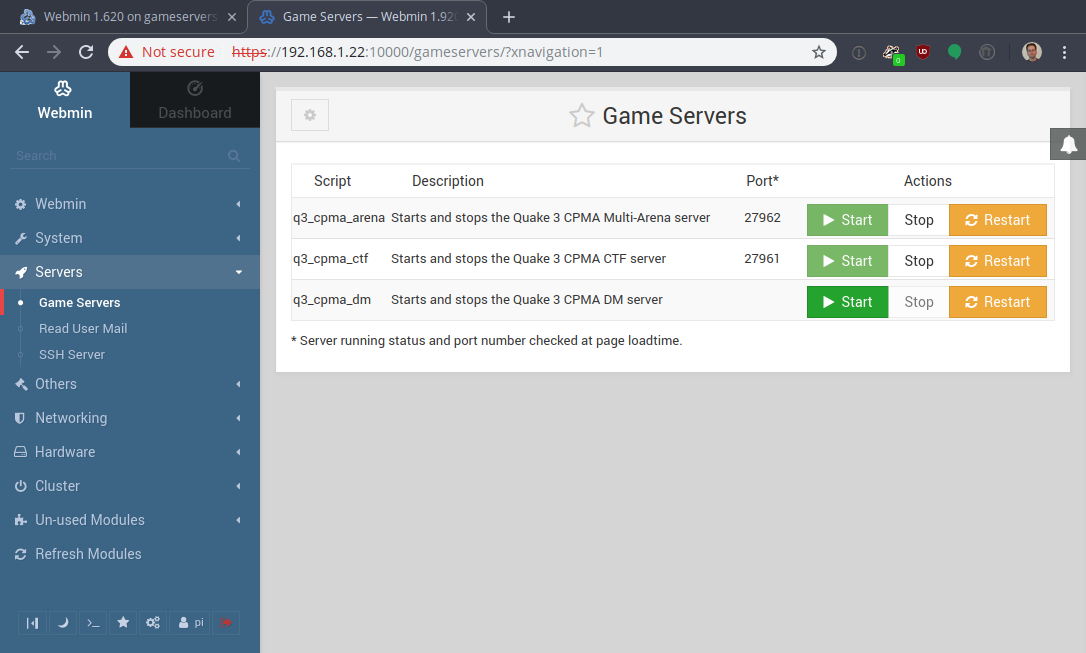 Webmin 1.620 on gameservers
Game Servers — Webmin 1.920
Not secure
https://192.168.1.22:10000/gameservers/?xnavigation=1
0
Webmin
Dashboard
Search
Webmin
System
Servers
Game Servers
Read User Mail
SSH Server
Others
Networking
Hardware
Cluster
Un-used Modules
Refresh Modules
pi
Game Servers
Script Description Port* Actions
q3_cpma_arena Starts and stops the Quake 3 CPMA Multi-Arena server 27962 Start Stop Restart
q3_cpma_ctf Starts and stops the Quake 3 CPMA CTF server 27961 Start Stop Restart
q3_cpma_dm Starts and stops the Quake 3 CPMA DM server Start Stop Restart
* Server running status and port number checked at page loadtime.